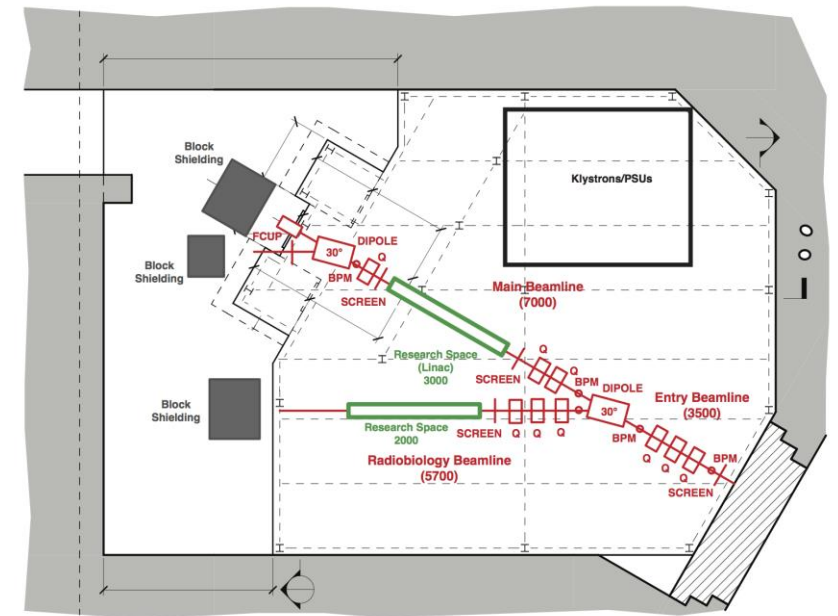 Block
Shielding
Klystrons/PSUs
FCUP
DIPOLE
30°
Q
BPM
SCREEN
Block
Shielding
Main Beamline
(7000)
Research Space
(Linac)
3000
SCREEN
Q
Q
BPM
DIPOLE
30°
Entry Beamline
(3500)
Block
Shielding
Research Space
2000
SCREEN
Q
Q
Q
BPM
Q
Q
Q
BPM
SCREEN
Radiobiology Beamline
(5700)